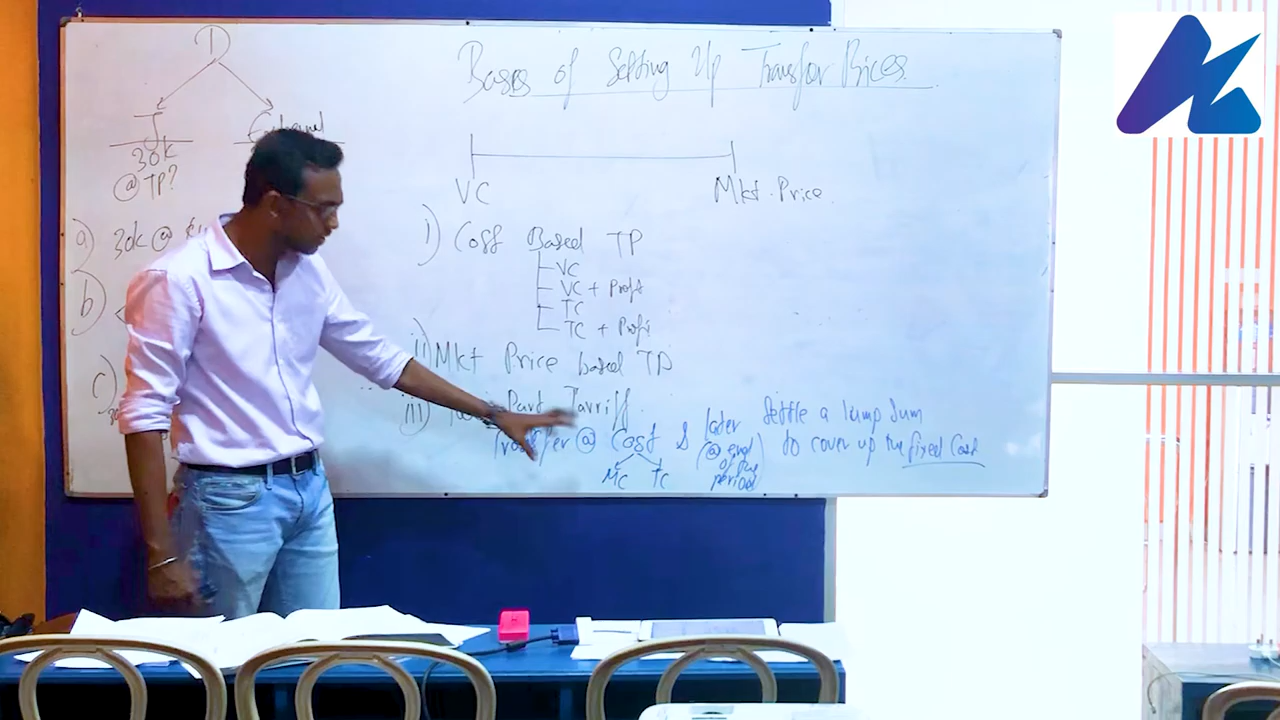 Bases of Setting Up Transfer Prices
D
J
30k
@ TP?
VC
Mkt. Price
a) 30k @
b)
c)
i) Cost Based TP
VC
VC + Profit
TC
TC + Profit
ii) Mkt Price based TP
iii) Part Tarriff
@ Cost & later settle a lump sum
(@ end of the period) to cover up the fixed cost
MC TC